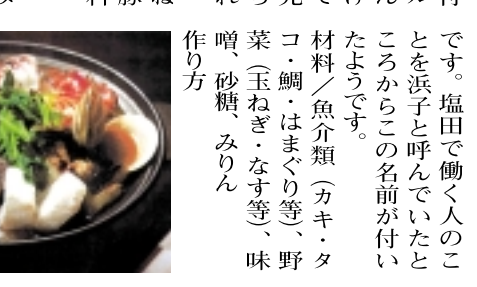 です。塩田で働く人のこ
とを浜子と呼んでいたと
ころからこの名前が付い
たようです。
材料／魚介類（カキ・タ
コ・鯛・はまぐり等）、野
菜（玉ねぎ・なす等）、味
噌、砂糖、みりん
作り方